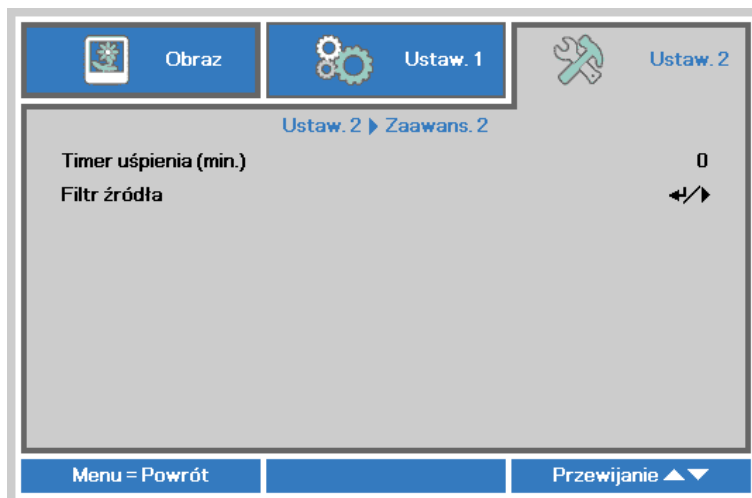 Obraz
Ustaw. 1
Ustaw. 2
Ustaw. 2 ▶ Zaawans. 2
Timer uśpienia (min.) 0
Filtr źródła ↵/▶
Menu = Powrót
Przewijanie ▲▼